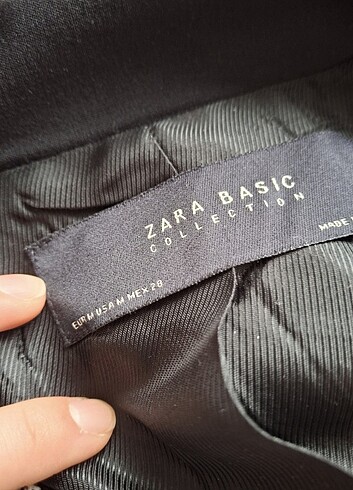 ZARA BASIC
COLLECTION
MADE
EUR M USA M MEX 28